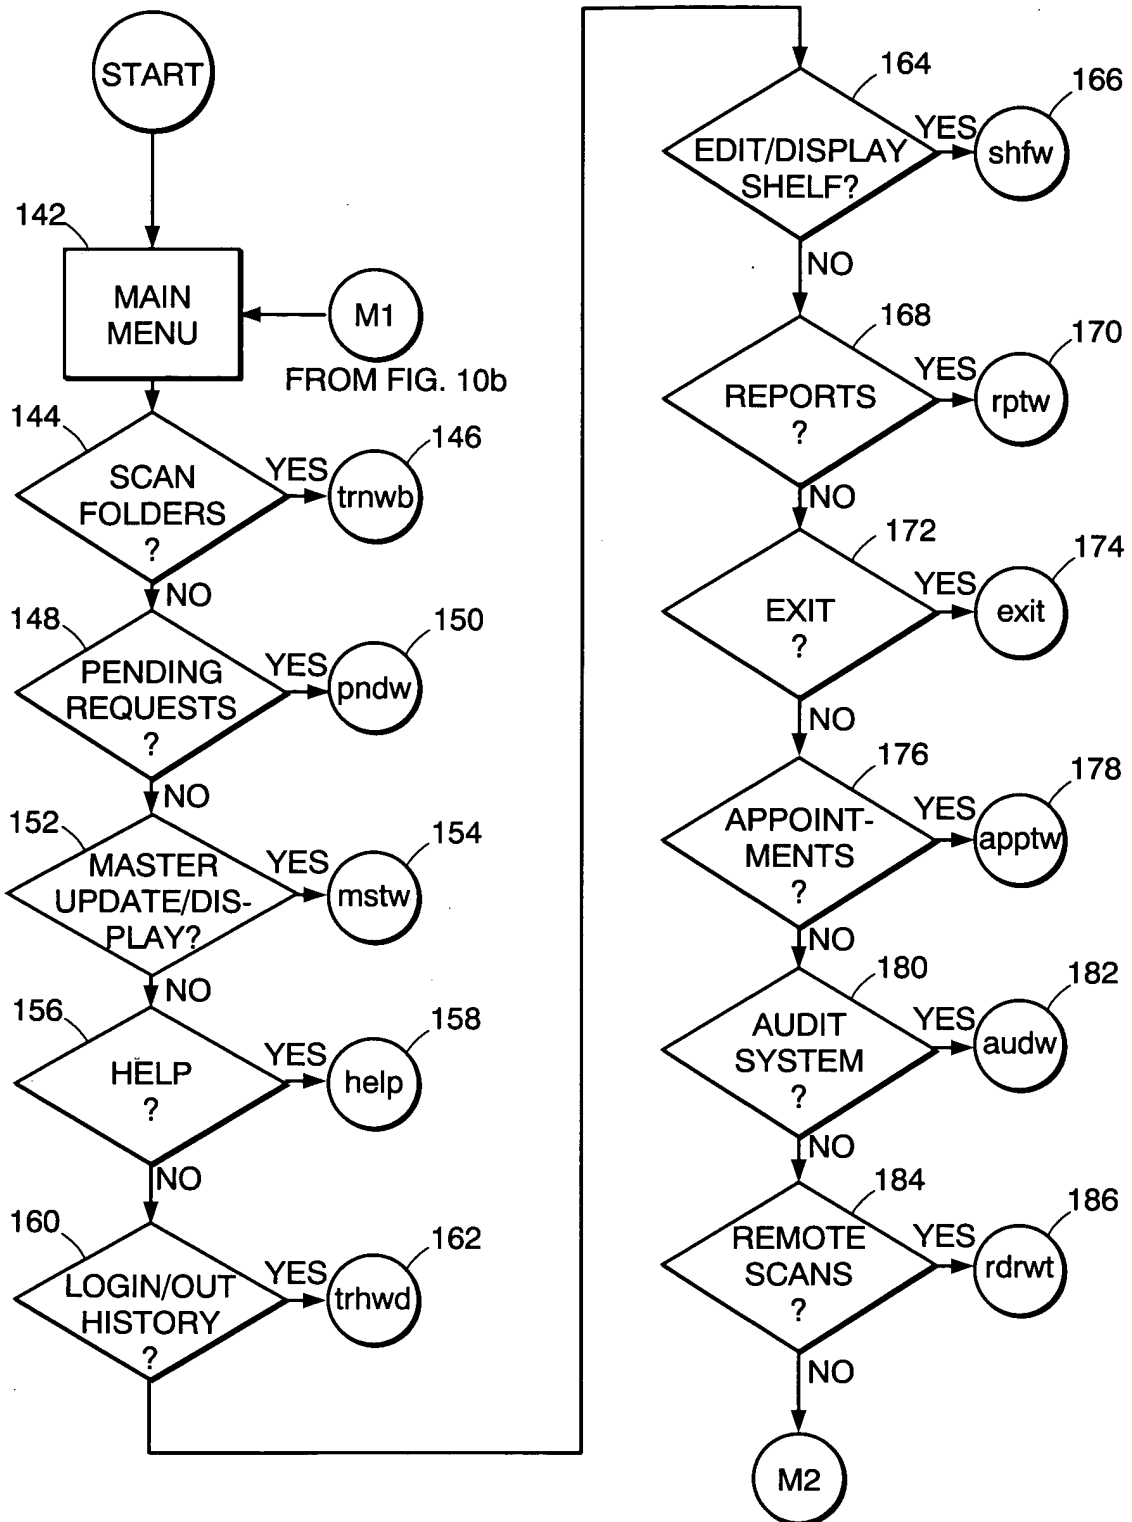 START
142
MAIN
MENU
M1
FROM FIG. 10b
144
SCAN
FOLDERS
?
YES
146
trnwb
NO
148
PENDING
REQUESTS
?
YES
150
pndw
NO
152
MASTER
UPDATE/DIS-
PLAY?
YES
154
mstw
NO
156
HELP
?
YES
158
help
NO
160
LOGIN/OUT
HISTORY
?
YES
162
trhwd
164
EDIT/DISPLAY
SHELF?
YES
166
shfw
NO
168
REPORTS
?
YES
170
rptw
NO
172
EXIT
?
YES
174
exit
NO
176
APPOINT-
MENTS
?
YES
178
apptw
NO
180
AUDIT
SYSTEM
?
YES
182
audw
NO
184
REMOTE
SCANS
?
YES
186
rdrwt
NO
M2